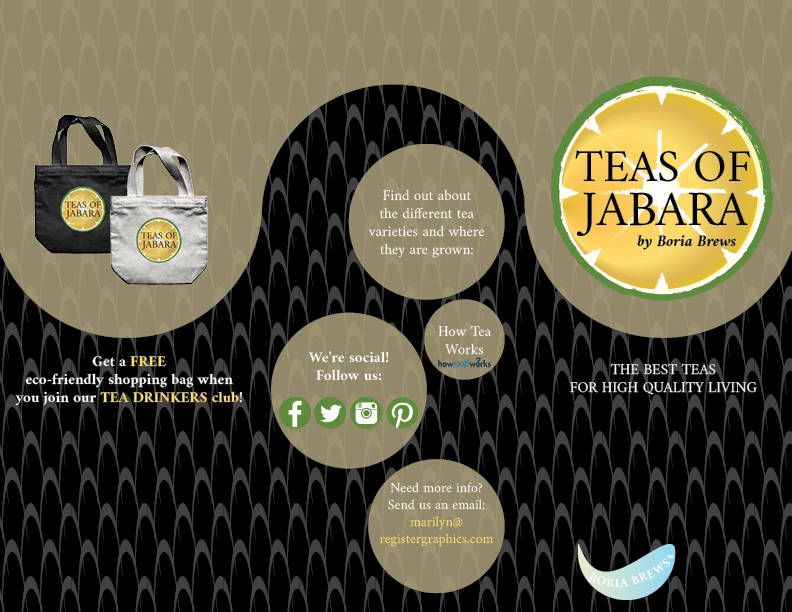 TEAS OF
JABARA
TEAS OF
JABARA
Get a FREE
eco-friendly shopping bag when
you join our TEA DRINKERS club!
Find out about
the different tea
varieties and where
they are grown:
How Tea
Works
howstuffworks
We're social!
Follow us:
Need more info?
Send us an email:
marilyn@
registergraphics.com
TEAS OF
JABARA
by Boria Brews
THE BEST TEAS
FOR HIGH QUALITY LIVING
BORIA BREWS